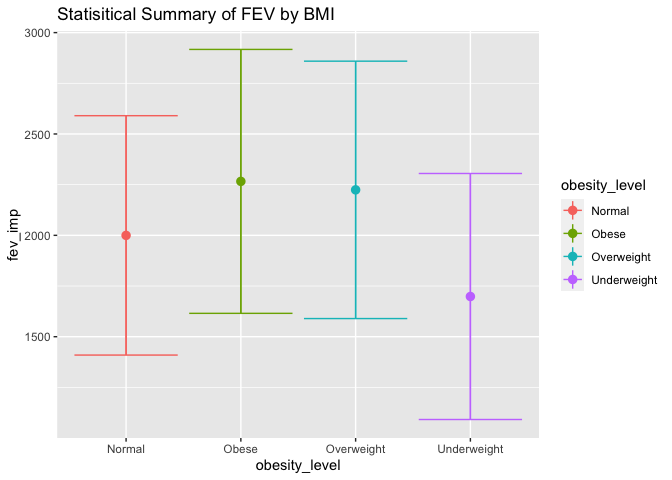 Statisitical Summary of FEV by BMI
3000
2500
2000
1500
fev_imp
Normal
Obese
Overweight
Underweight
obesity_level
obesity_level
Normal
Obese
Overweight
Underweight